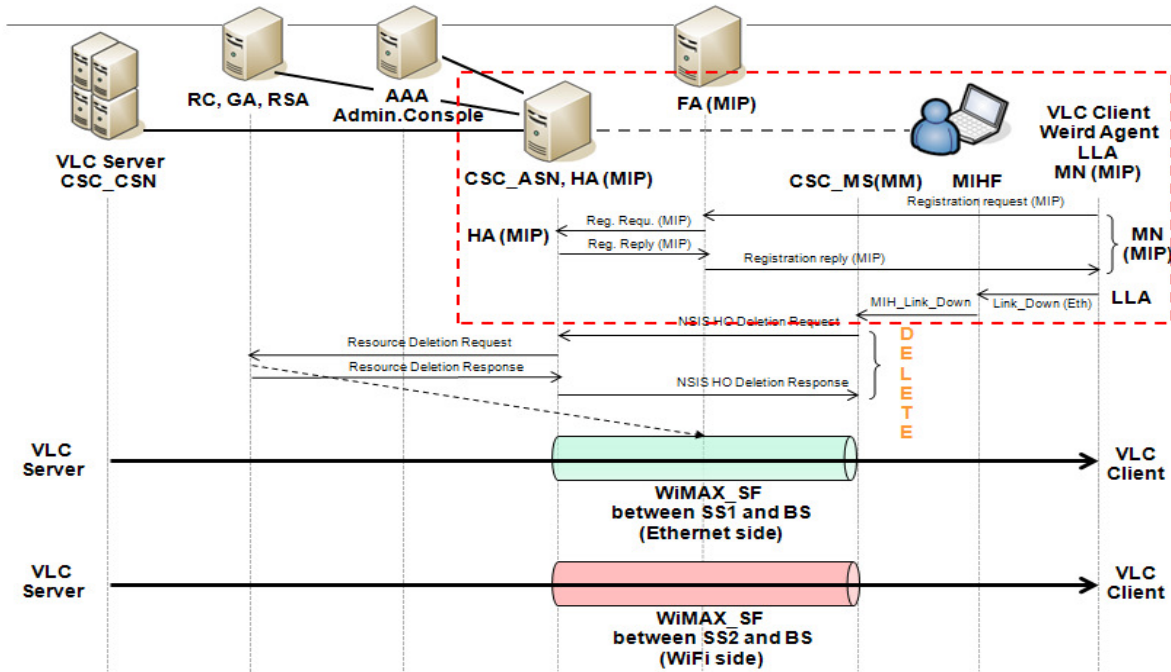 RC, GA, RSA
AAA
Admin.Console
FA (MIP)
VLC Server
CSC_CSN
CSC_ASN, HA (MIP)
CSC_MS(MM)
MIHF
VLC Client
Weird Agent
LLA
MN (MIP)
Registration request (MIP)
Reg. Requ. (MIP)
HA (MIP)
Reg. Reply (MIP)
Registration reply (MIP)
MN
(MIP)
MIH_Link_Down
Link_Down (Eth)
LLA
NSIS HO Deletion Request
Resource Deletion Request
Resource Deletion Response
NSIS HO Deletion Response
D
E
L
E
T
E
VLC
Server
VLC
Client
WiMAX_SF
between SS1 and BS
(Ethernet side)
VLC
Server
VLC
Client
WiMAX_SF
between SS2 and BS
(WiFi side)